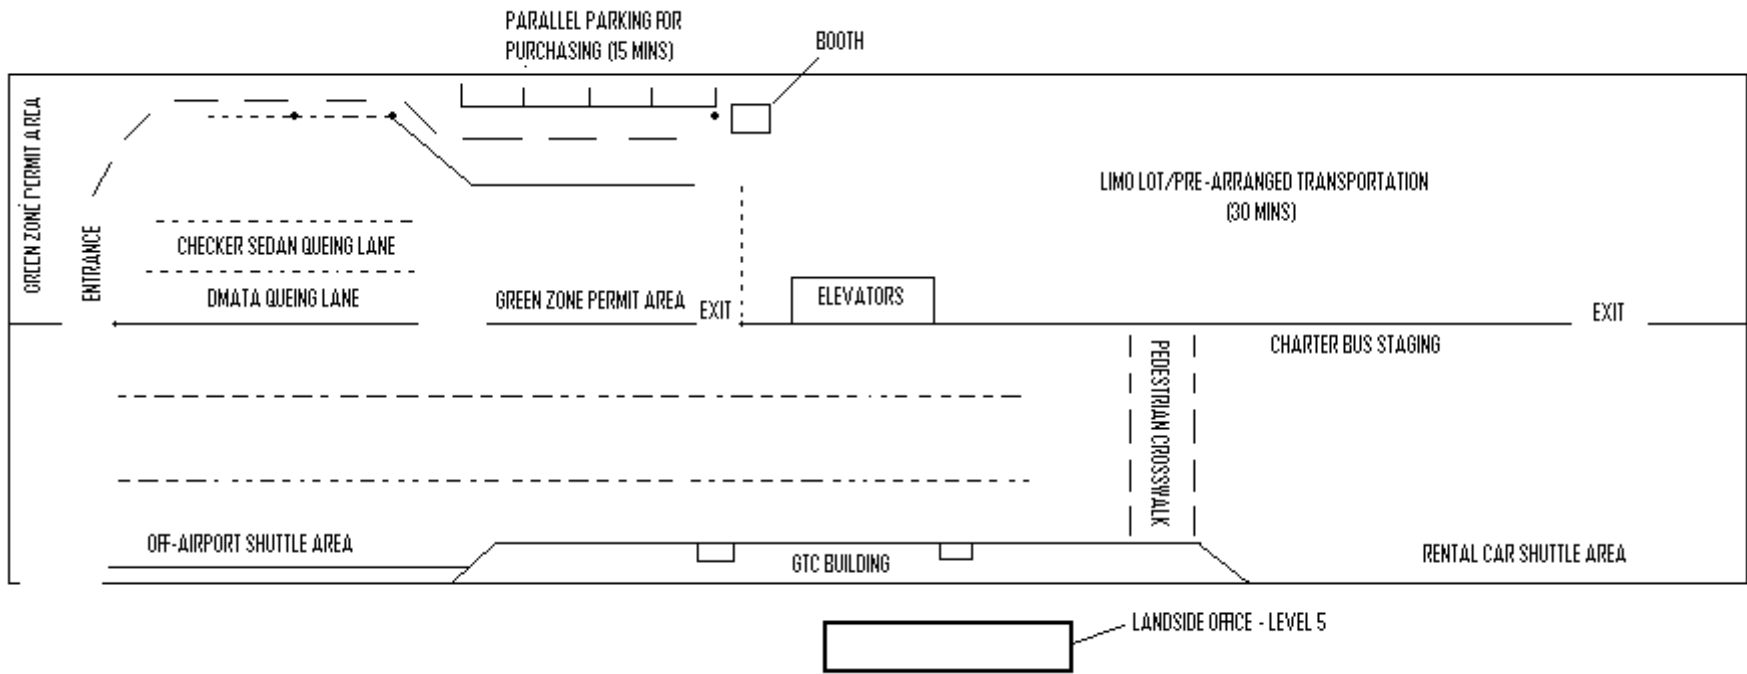 PARALLEL PARKING FOR
PURCHASING (15 MINS)
BOOTH
GREEN ZONE PERMIT AREA
ENTRANCE
LIMO LOT/PRE-ARRANGED TRANSPORTATION
(30 MINS)
CHECKER SEDAN QUEING LANE
DMATA QUEING LANE
GREEN ZONE PERMIT AREA
EXIT
ELEVATORS
EXIT
CHARTER BUS STAGING
PEDESTRIAN CROSSWALK
OFF-AIRPORT SHUTTLE AREA
GTC BUILDING
RENTAL CAR SHUTTLE AREA
LANDSIDE OFFICE - LEVEL 5